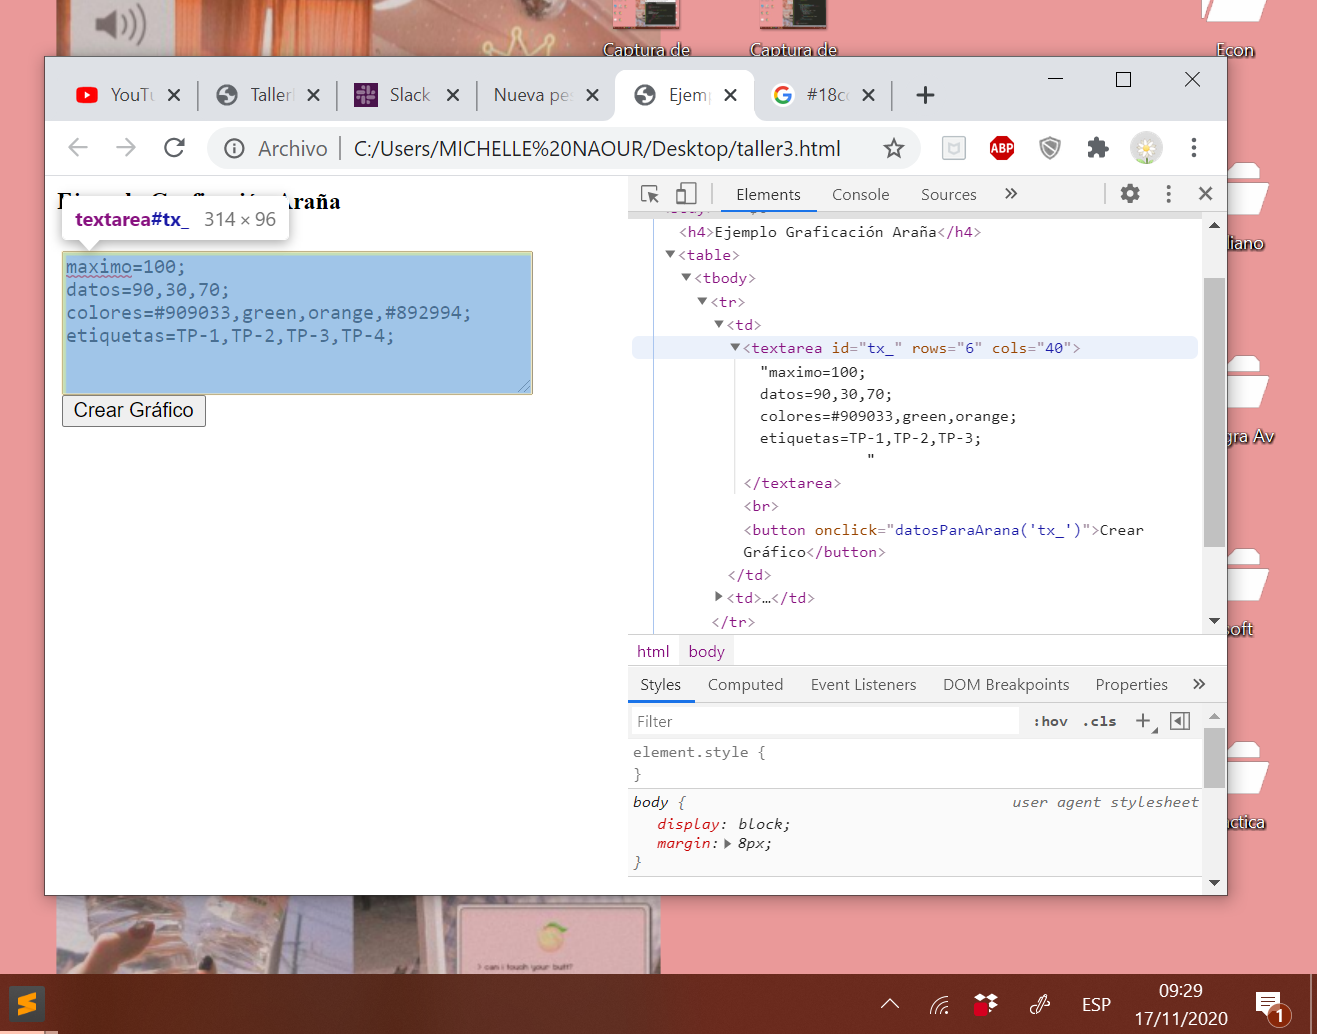 Captura de
Captura de
Econ
YouTu
Taller
Slack
Nueva pe
Ejem
#18c
Archivo
C:/Users/MICHELLE%20NAOUR/Desktop/taller3.html
ABP
Araña
textarea#tx_ 314 × 96
maximo=100;
datos=90,30,70;
colores=#909033,green,orange,#892994;
etiquetas=TP-1,TP-2,TP-3,TP-4;
Crear Gráfico
Elements
Console
Sources
<h4>Ejemplo Graficación Araña</h4>
<table>
<tbody>
<tr>
<td>
<textarea id="tx_" rows="6" cols="40">
"maximo=100;
datos=90,30,70;
colores=#909033,green,orange;
etiquetas=TP-1,TP-2,TP-3;
"
</textarea>
<br>
<button onclick="datosParaArana('tx_')">Crear
Gráfico</button>
</td>
<td>…</td>
</tr>
html body
Styles Computed Event Listeners DOM Breakpoints Properties
Filter
:hov .cls
element.style {
}
body {
user agent stylesheet
display: block;
margin: 8px;
}
liano
gra Av
soft
ctica
> can i touch your butt?
ESP
09:29
17/11/2020
1